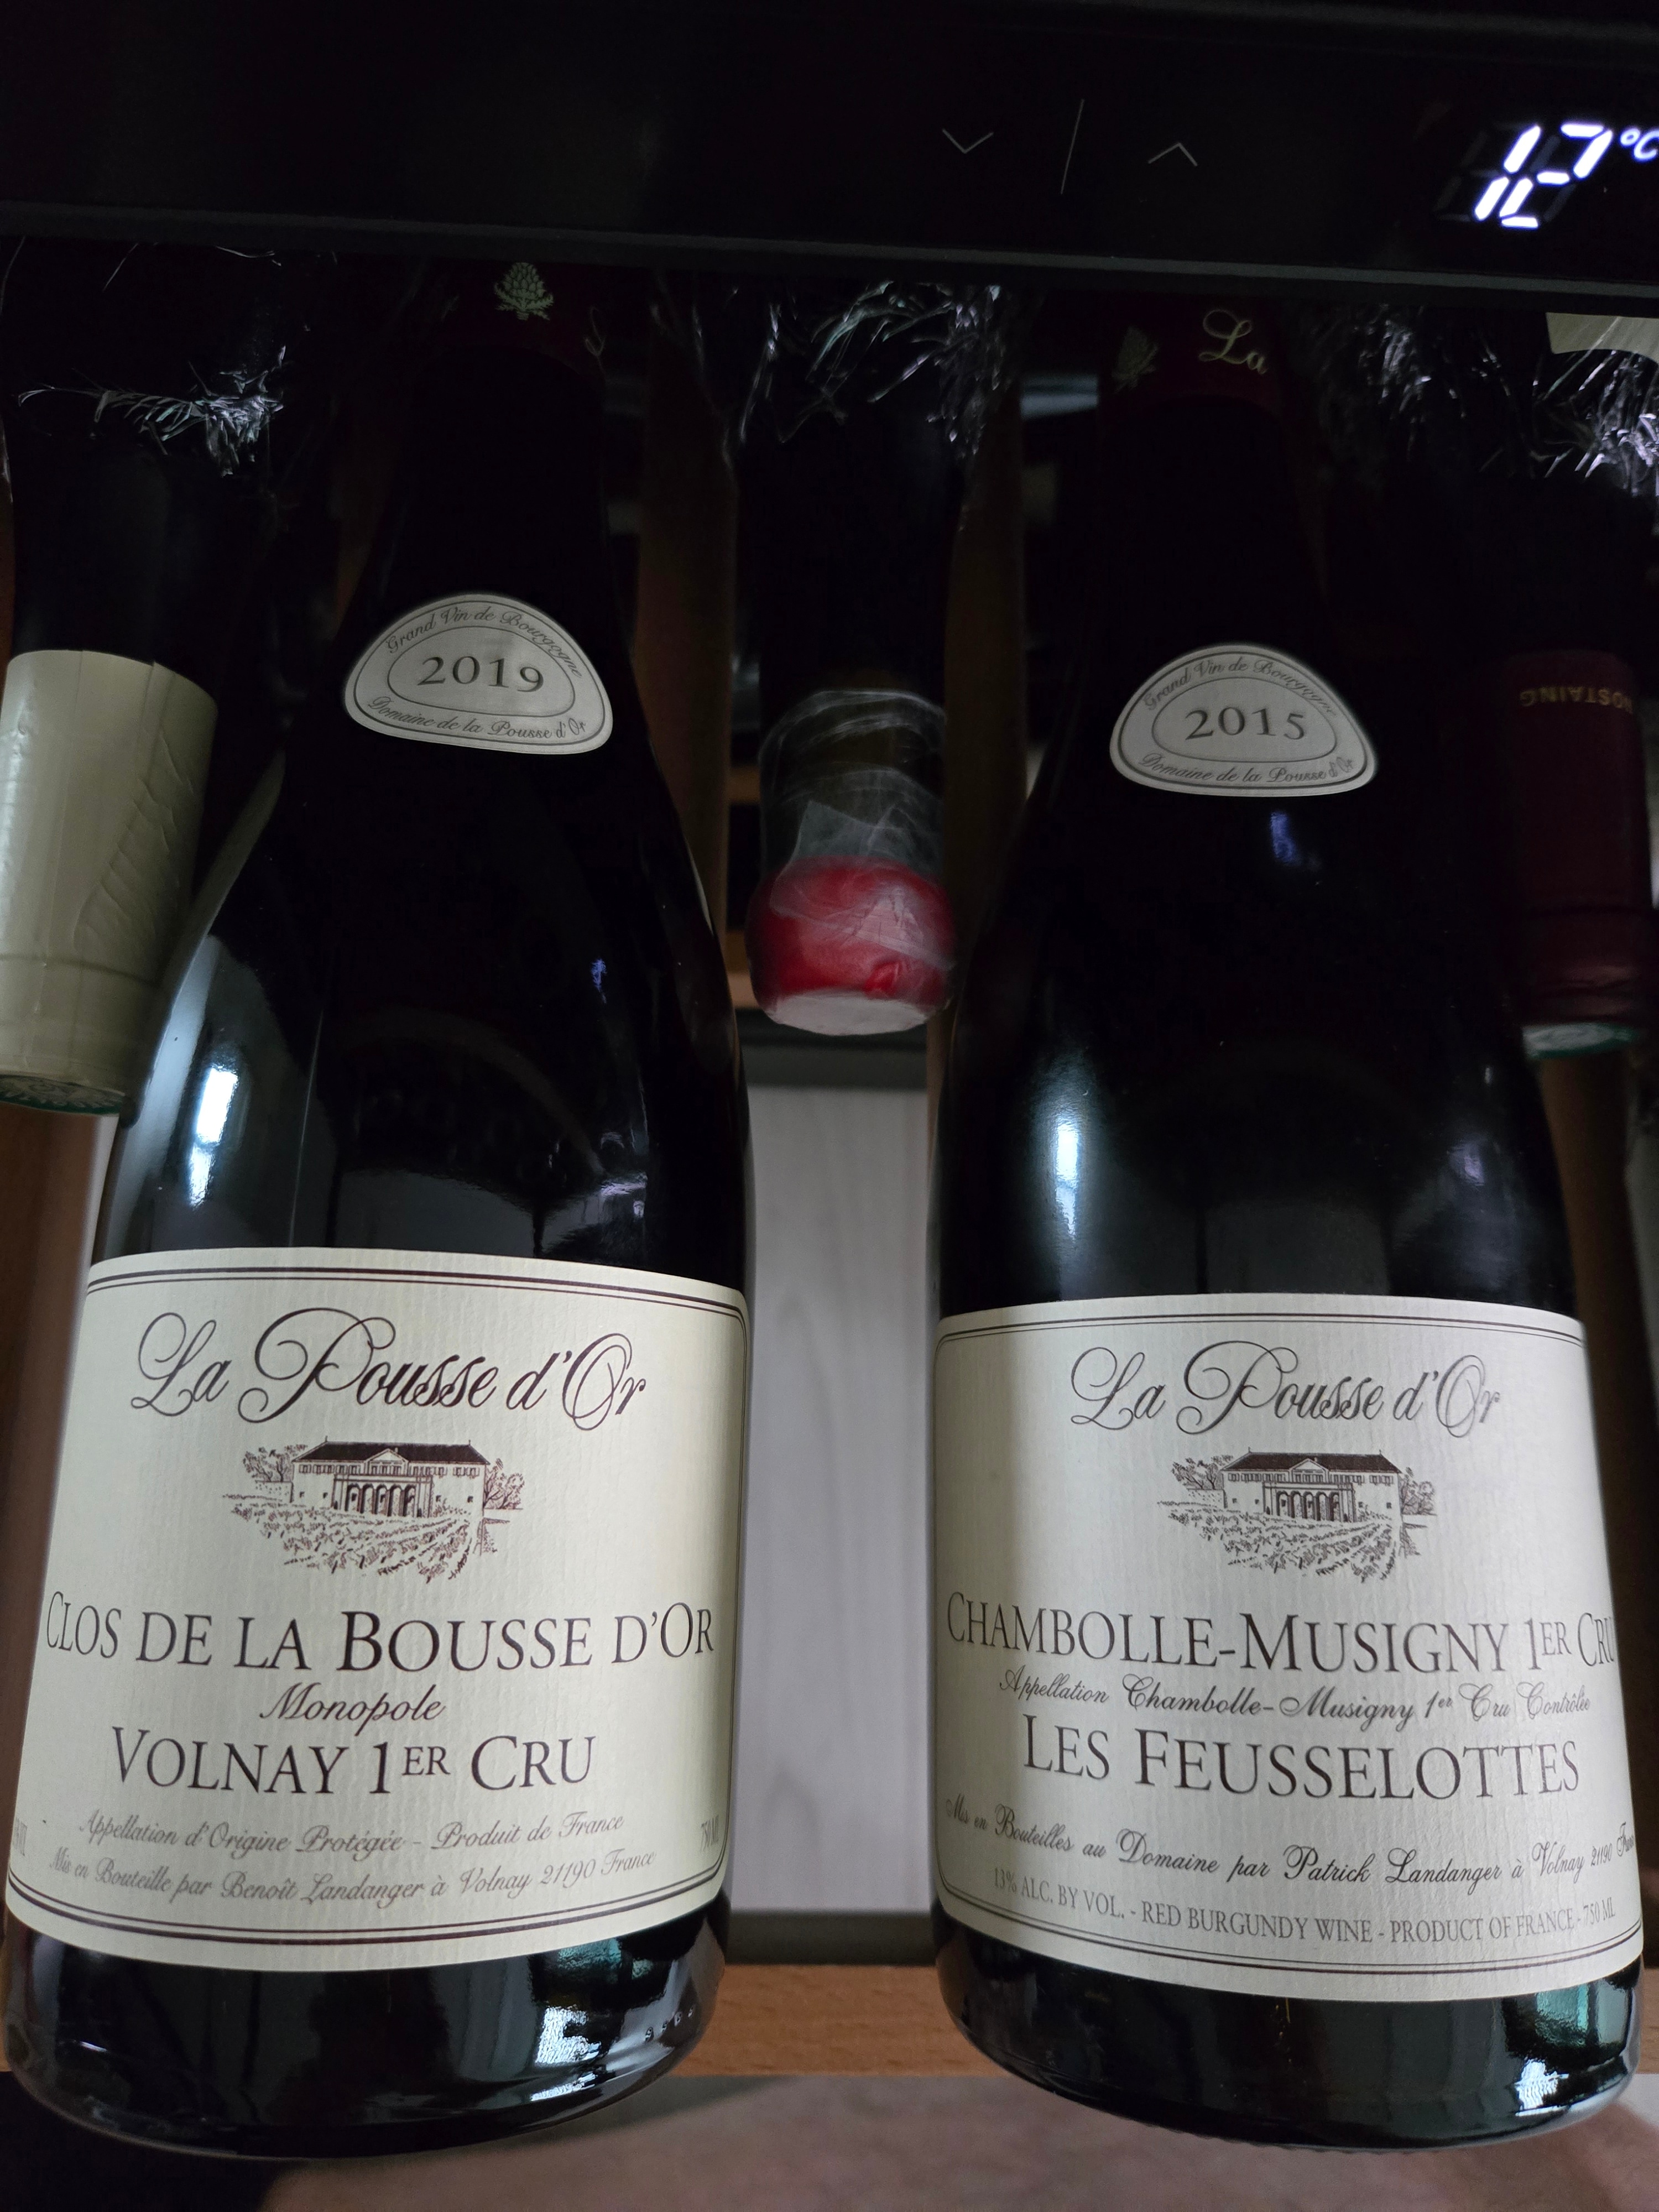 12°C
La
Grand Vin de Bourgogne
2019
Domaine de la Pousse d'Or
Grand Vin de Bourgogne
2015
Domaine de la Pousse d'Or
La Pousse d'Or
CLOS DE LA BOUSSE D'OR
Monopole
VOLNAY 1ER CRU
Appellation d'Origine Protégée - Produit de France
Mis en Bouteille par Benoît Landanger à Volnay 21190 France
750 ML
La Pousse d'Or
CHAMBOLLE-MUSIGNY 1ER CRU
Appellation Chambolle-Musigny 1er Cru Contrôlée
LES FEUSSELOTTES
Mis en Bouteilles au Domaine par Patrick Landanger à Volnay 21190
13% ALC. BY VOL. - RED BURGUNDY WINE - PRODUCT OF FRANCE - 750 ML